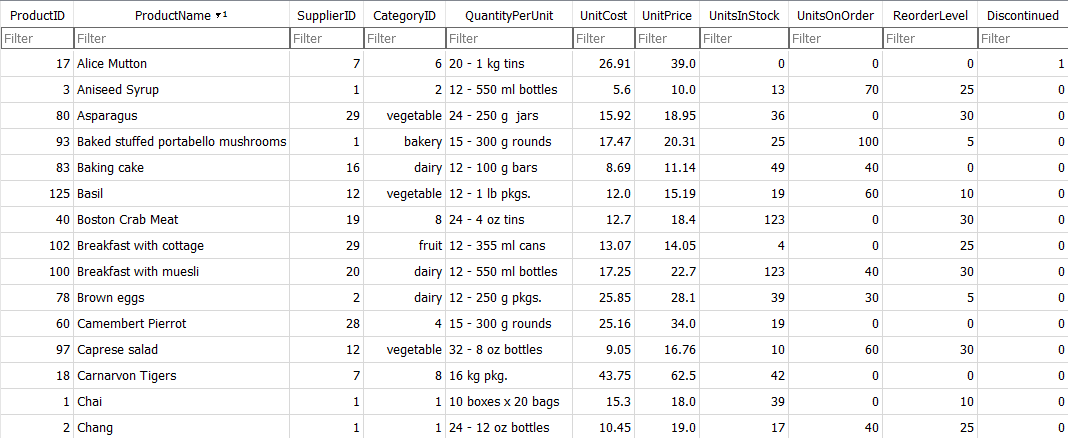 ProductID ProductName ▼1 SupplierID CategoryID QuantityPerUnit UnitCost UnitPrice UnitsInStock UnitsOnOrder ReorderLevel Discontinued
Filter Filter Filter Filter Filter Filter Filter Filter Filter Filter Filter
17 Alice Mutton 7 6 20 - 1 kg tins 26.91 39.0 0 0 0 1
3 Aniseed Syrup 1 2 12 - 550 ml bottles 5.6 10.0 13 70 25 0
80 Asparagus 29 vegetable 24 - 250 g  jars 15.92 18.95 36 0 30 0
93 Baked stuffed portabello mushrooms 1 bakery 15 - 300 g rounds 17.47 20.31 25 100 5 0
83 Baking cake 16 dairy 12 - 100 g bars 8.69 11.14 49 40 0 0
125 Basil 12 vegetable 12 - 1 lb pkgs. 12.0 15.19 19 60 10 0
40 Boston Crab Meat 19 8 24 - 4 oz tins 12.7 18.4 123 0 30 0
102 Breakfast with cottage 29 fruit 12 - 355 ml cans 13.07 14.05 4 0 25 0
100 Breakfast with muesli 20 dairy 12 - 550 ml bottles 17.25 22.7 123 40 30 0
78 Brown eggs 2 dairy 12 - 250 g pkgs. 25.85 28.1 39 30 5 0
60 Camembert Pierrot 28 4 15 - 300 g rounds 25.16 34.0 19 0 0 0
97 Caprese salad 12 vegetable 32 - 8 oz bottles 9.05 16.76 10 60 30 0
18 Carnarvon Tigers 7 8 16 kg pkg. 43.75 62.5 42 0 0 0
1 Chai 1 1 10 boxes x 20 bags 15.3 18.0 39 0 10 0
2 Chang 1 1 24 - 12 oz bottles 10.45 19.0 17 40 25 0